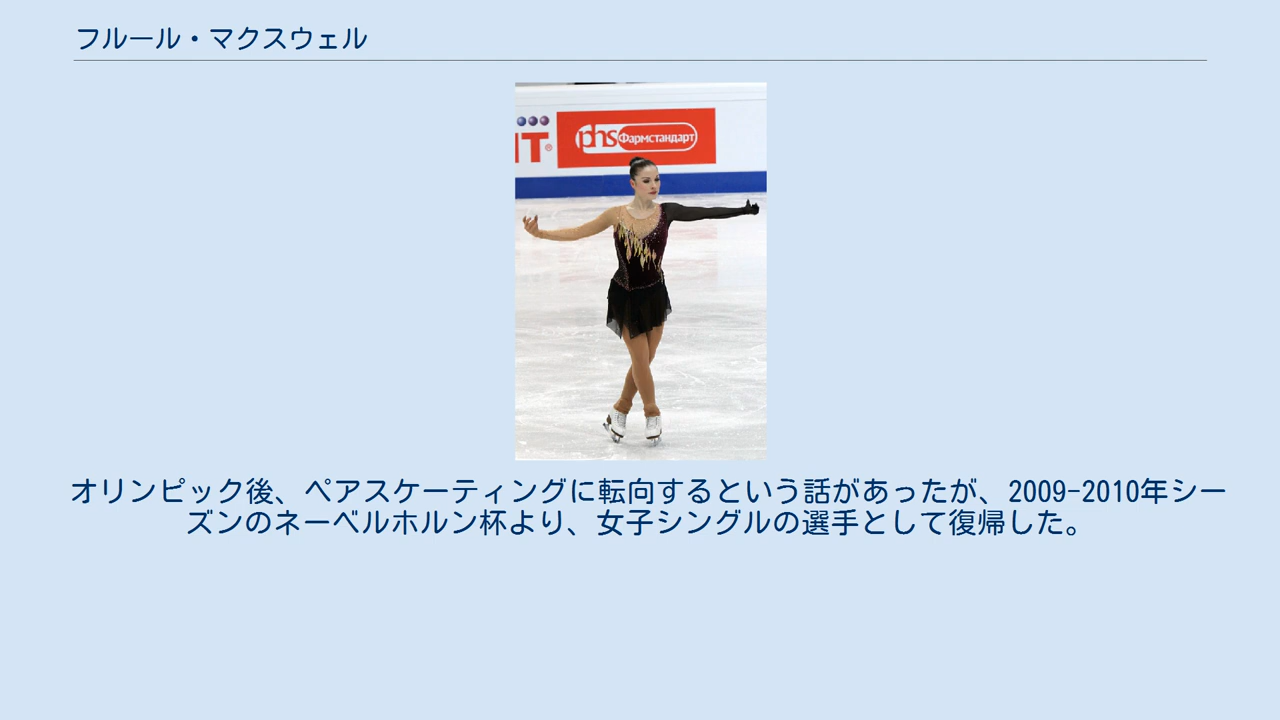 フルール・マクスウェル
IT®
phsФармстандарт
オリンピック後、ペアスケーティングに転向するという話があったが、2009-2010年シー
ズンのネーベルホルン杯より、女子シングルの選手として復帰した。